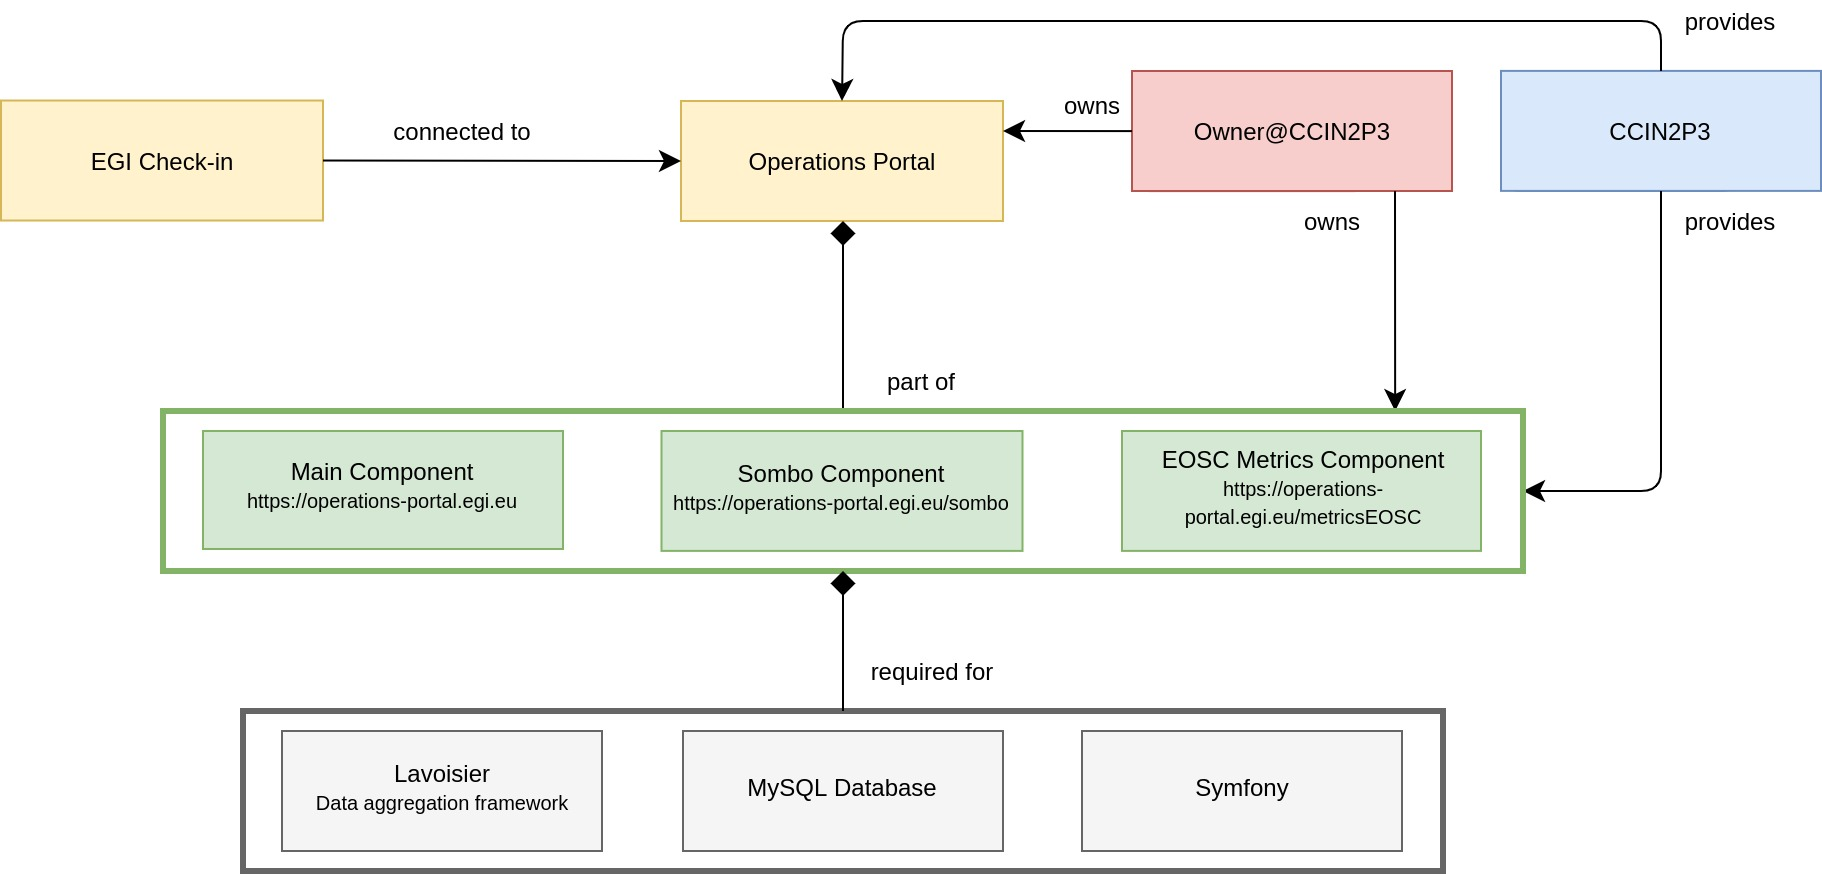 provides
owns
Owner@CCIN2P3
CCIN2P3
connected to
EGI Check-in
Operations Portal
owns
provides
part of
Main Component
https://operations-portal.egi.eu
Sombo Component
https://operations-portal.egi.eu/sombo
EOSC Metrics Component
https://operations-
portal.egi.eu/metricsEOSC
required for
Lavoisier
Data aggregation framework
MySQL Database
Symfony